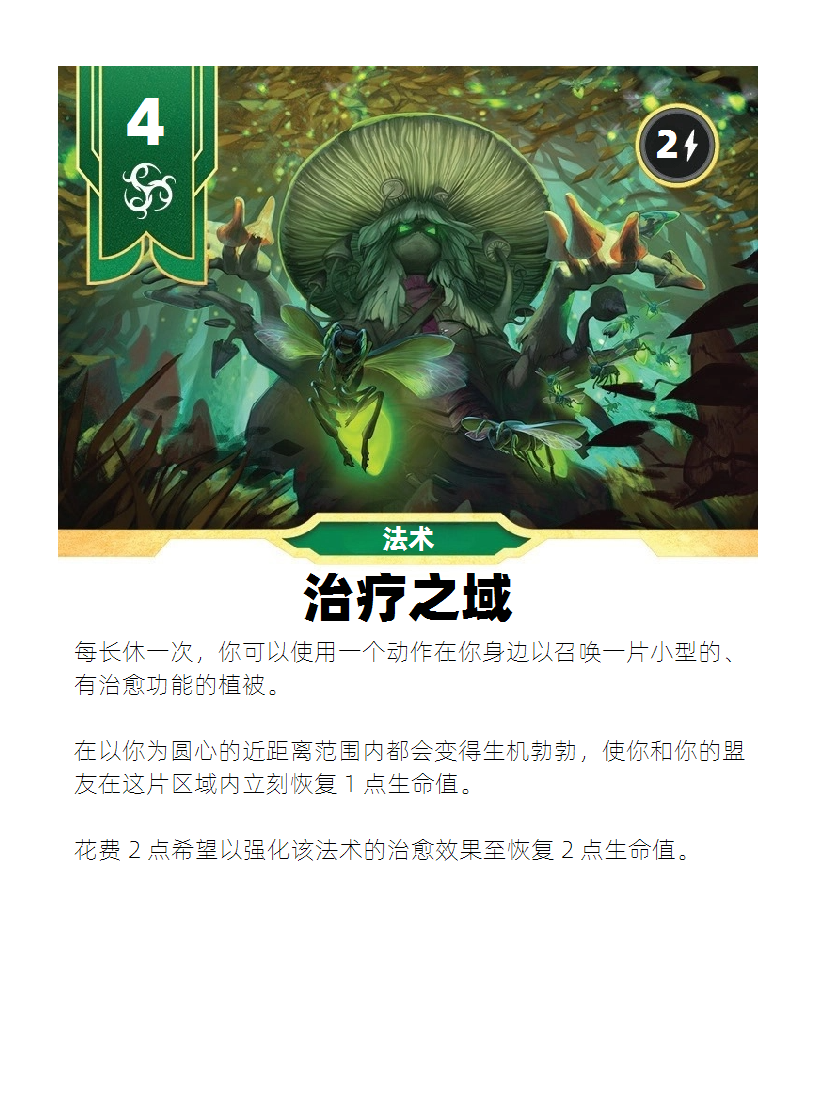 4
2
法术
治疗之域
每长休一次，你可以使用一个动作在你身边以召唤一片小型的、
有治愈功能的植被。
在以你为圆心的近距离范围内都会变得生机勃勃，使你和你的盟
友在这片区域内立刻恢复 1 点生命值。
花费 2 点希望以强化该法术的治愈效果至恢复 2 点生命值。